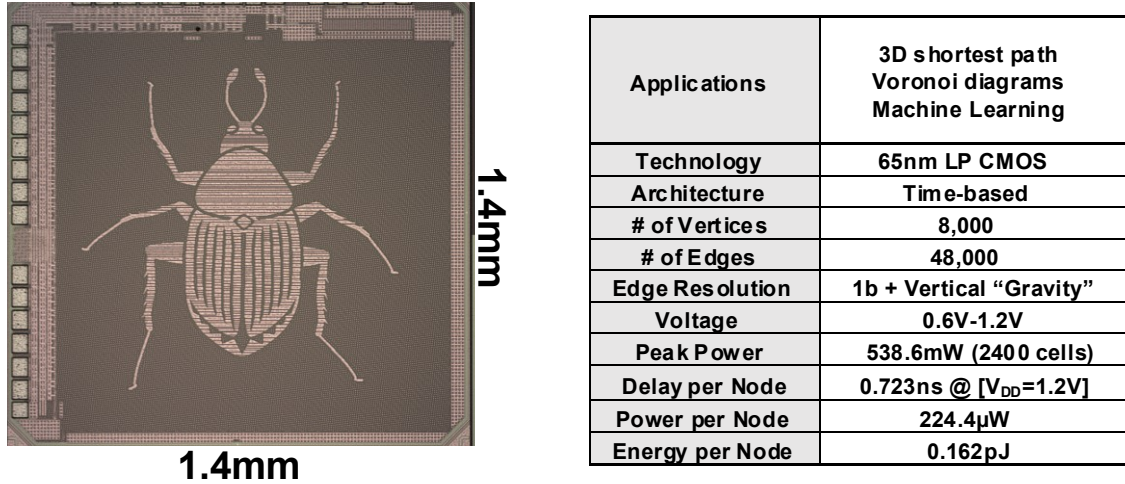 1.4mm
1.4mm
Applications
3D shortest path
Voronoi diagrams
Machine Learning
Technology 65nm LP CMOS
Architecture Time-based
# of Vertices 8,000
# of Edges 48,000
Edge Resolution 1b + Vertical “Gravity”
Voltage 0.6V-1.2V
Peak Power 538.6mW (2400 cells)
Delay per Node 0.723ns @ [VDD=1.2V]
Power per Node 224.4µW
Energy per Node 0.162pJ